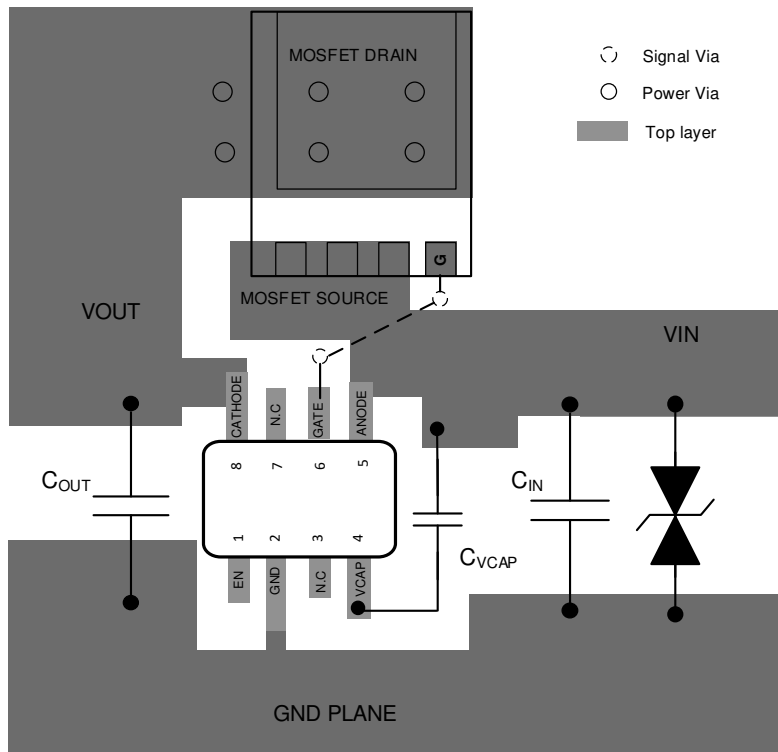 MOSFET DRAIN
Signal Via
Power Via
Top layer
G
MOSFET SOURCE
VOUT
VIN
CATHODE
N.C
GATE
ANODE
8
7
6
5
COUT
CIN
1
2
3
4
CVCAP
EN
GND
N.C
VCAP
GND PLANE